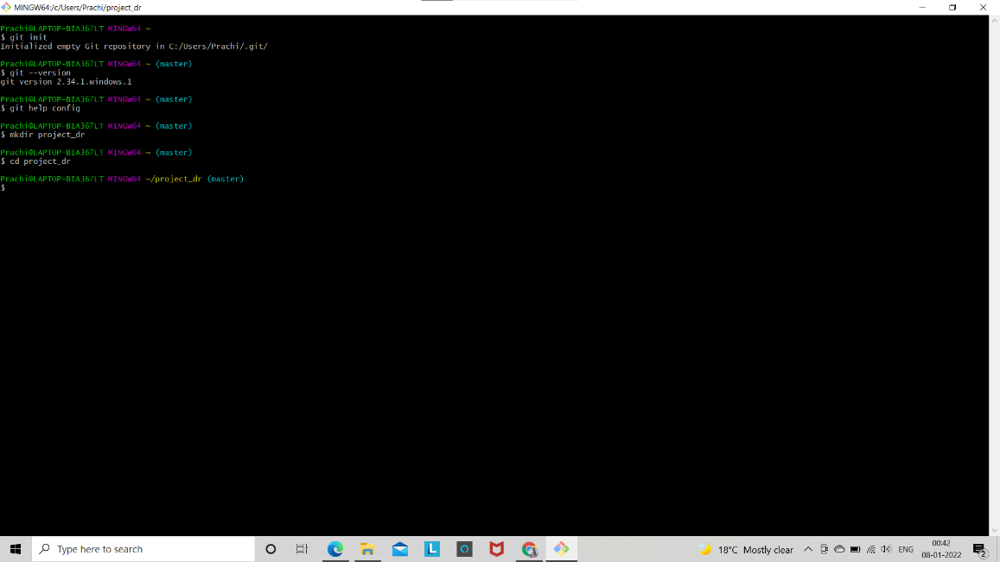 MINGW64:/c/Users/Prachi/project_dr
Prachi@LAPTOP-BIA367LT MINGW64 ~
$ git init
Initialized empty Git repository in C:/Users/Prachi/.git/
Prachi@LAPTOP-BIA367LT MINGW64 ~ (master)
$ git --version
git version 2.34.1.windows.1
Prachi@LAPTOP-BIA367LT MINGW64 ~ (master)
$ git help config
Prachi@LAPTOP-BIA367LT MINGW64 ~ (master)
$ mkdir project_dr
Prachi@LAPTOP-BIA367LT MINGW64 ~ (master)
$ cd project_dr
Prachi@LAPTOP-BIA367LT MINGW64 ~/project_dr (master)
$
Type here to search
L
18°C Mostly clear
ENG
00:42
08-01-2022
2